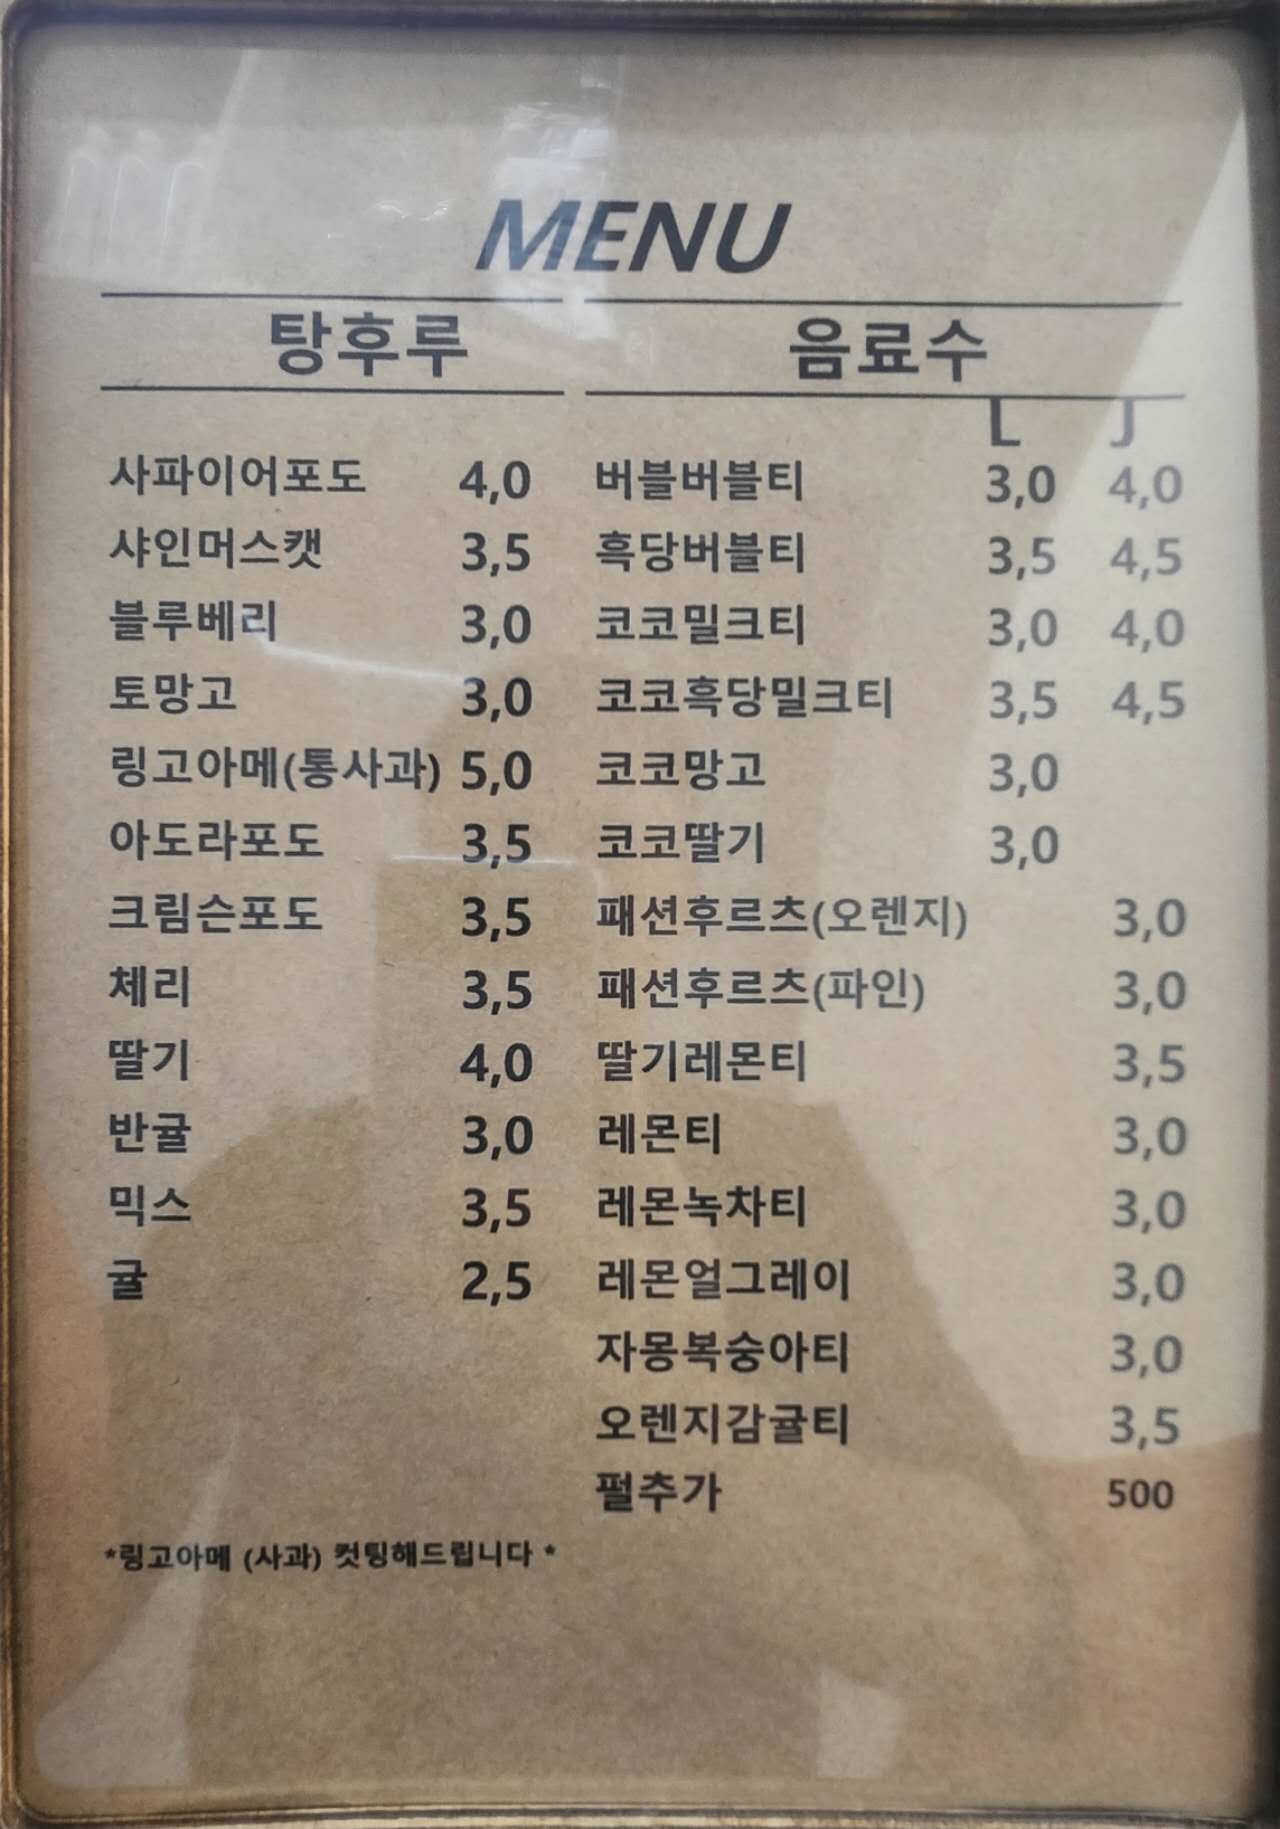 MENU
탕후루
사파이어포도 4,0
샤인머스캣 3,5
블루베리 3,0
토망고 3,0
링고아메(통사과) 5,0
아도라포도 3,5
크림슨포도 3,5
체리 3,5
딸기 4,0
반귤 3,0
믹스 3,5
귤 2,5
*링고아메 (사과) 컷팅해드립니다 *
음료수
L J
버블버블티 3,0 4,0
흑당버블티 3,5 4,5
코코밀크티 3,0 4,0
코코흑당밀크티 3,5 4,5
코코망고 3,0
코코딸기 3,0
패션후르츠(오렌지) 3,0
패션후르츠(파인) 3,0
딸기레몬티 3,5
레몬티 3,0
레몬녹차티 3,0
레몬얼그레이 3,0
자몽복숭아티 3,0
오렌지감귤티 3,5
펄추가 500